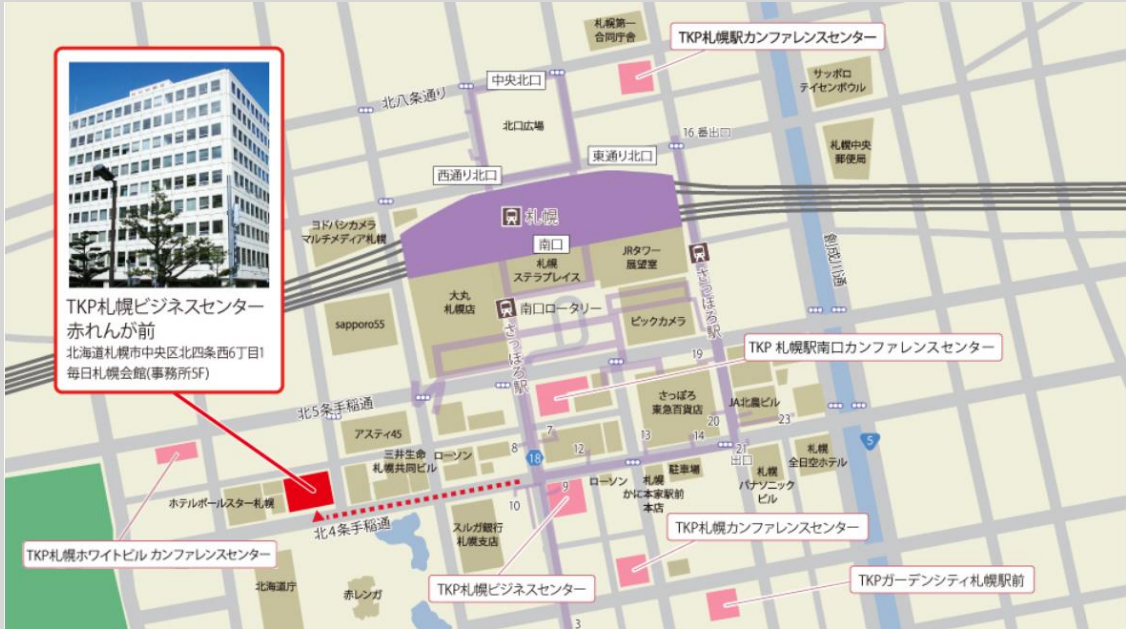 札幌第一
合同庁舎
TKP札幌駅カンファレンスセンター
中央北口
北八条通り
サッポロ
テイセンボウル
北口広場
16番出口
札幌中央
郵便局
東通り北口
西通り北口
ヨドバシカメラ
マルチメディア札幌
札幌
南口
JRタワー
展望室
札幌
ステラプレイス
創成川通
さっぽろ駅
大丸
札幌店
南口ロータリー
さっぽろ駅
ビックカメラ
sapporo55
TKP札幌ビジネスセンター
赤れんが前
北海道札幌市中央区北四条西6丁目1
毎日札幌会館(事務所5F)
TKP 札幌駅南口カンファレンスセンター
19
北5条手稲通
さっぽろ
東急百貨店
JA北農ビル
アスティ45
7
8
20
23
5
三井生命
札幌共同ビル
ローソン
12
13
14
21
出口
札幌
全日空ホテル
18
駐車場
札幌
パナソニック
ビル
ローソン
札幌
かに本家駅前
本店
9
10
ホテルポールスター札幌
北4条手稲通
スルガ銀行
札幌支店
TKP札幌カンファレンスセンター
TKP札幌ホワイトビル カンファレンスセンター
北海道庁
赤レンガ
TKP札幌ビジネスセンター
TKPガーデンシティ札幌駅前
3